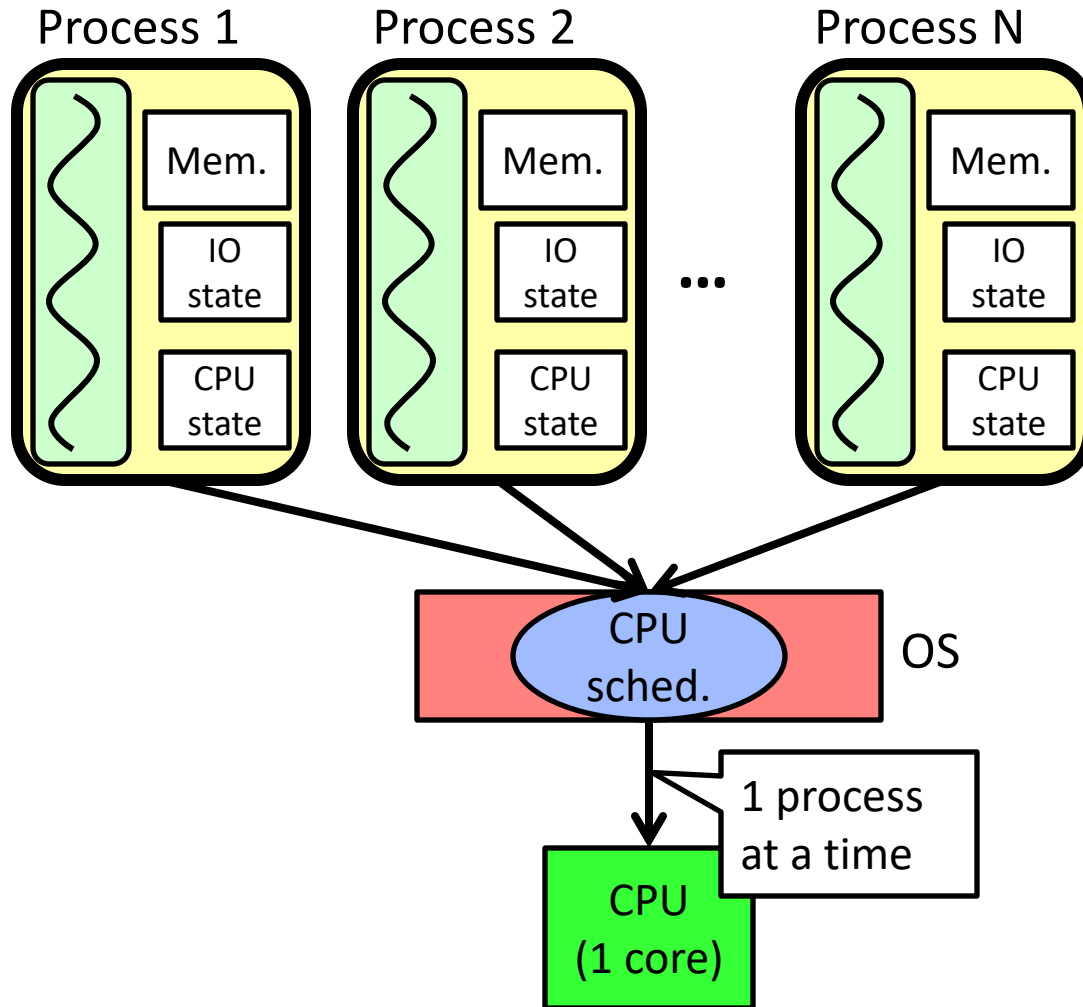 Process 1
Process 2
Process N
Mem.
IO
state
CPU
state
Mem.
IO
state
CPU
state
...
Mem.
IO
state
CPU
state
CPU
sched.
OS
1 process
at a time
CPU
(1 core)